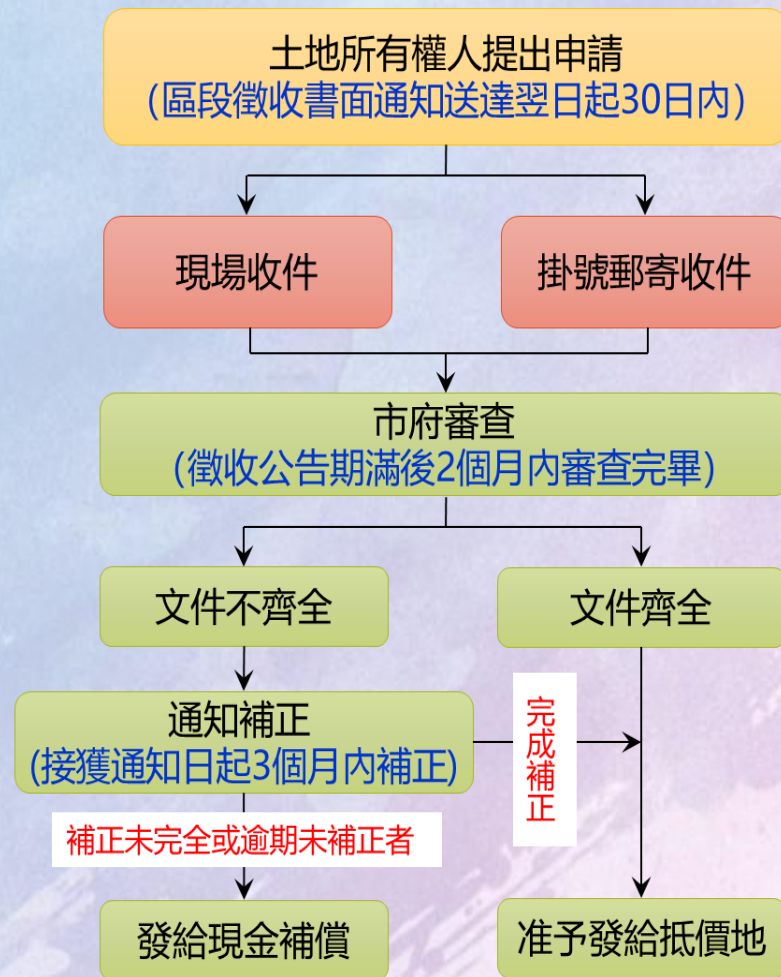 土地所有權人提出申請
(區段徵收書面通知送達翌日起30日內)
現場收件
掛號郵寄收件
市府審查
(徵收公告期滿後2個月內審查完畢)
文件不齊全
文件齊全
通知補正
(接獲通知日起3個月內補正)
完成補正
補正未完全或逾期未補正者
發給現金補償
准予發給抵價地